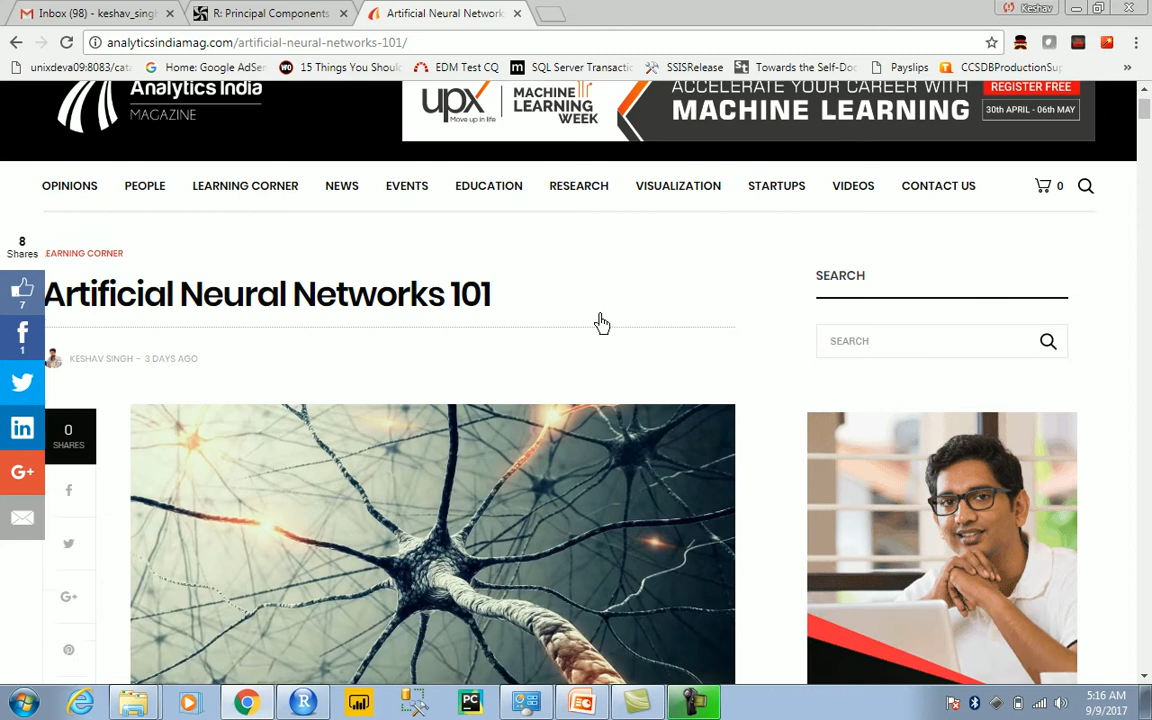 Inbox (98) - keshav_sing
R: Principal Components
Artificial Neural Network
Keshav
analyticsindiamag.com/artificial-neural-networks-101/
unixdeva09:8083/cata
Home: Google AdSen
15 Things You Shoul
EDM Test CQ
SQL Server Transactio
SSISRelease
Towards the Self-Doc
Payslips
CCSDBProductionSup
»
Analytics India
MAGAZINE
upx
Move up in life
MACHINE
LEARNING
WEEK
ACCELERATE YOUR CAREER WITH
MACHINE LEARNING
REGISTER FREE
30th APRIL - 06th MAY
OPINIONS
PEOPLE
LEARNING CORNER
NEWS
EVENTS
EDUCATION
RESEARCH
VISUALIZATION
STARTUPS
VIDEOS
CONTACT US
0
8
Shares
7
1
EARNING CORNER
Artificial Neural Networks 101
KESHAV SINGH - 3 DAYS AGO
0
SHARES
SEARCH
SEARCH
5:16 AM
9/9/2017